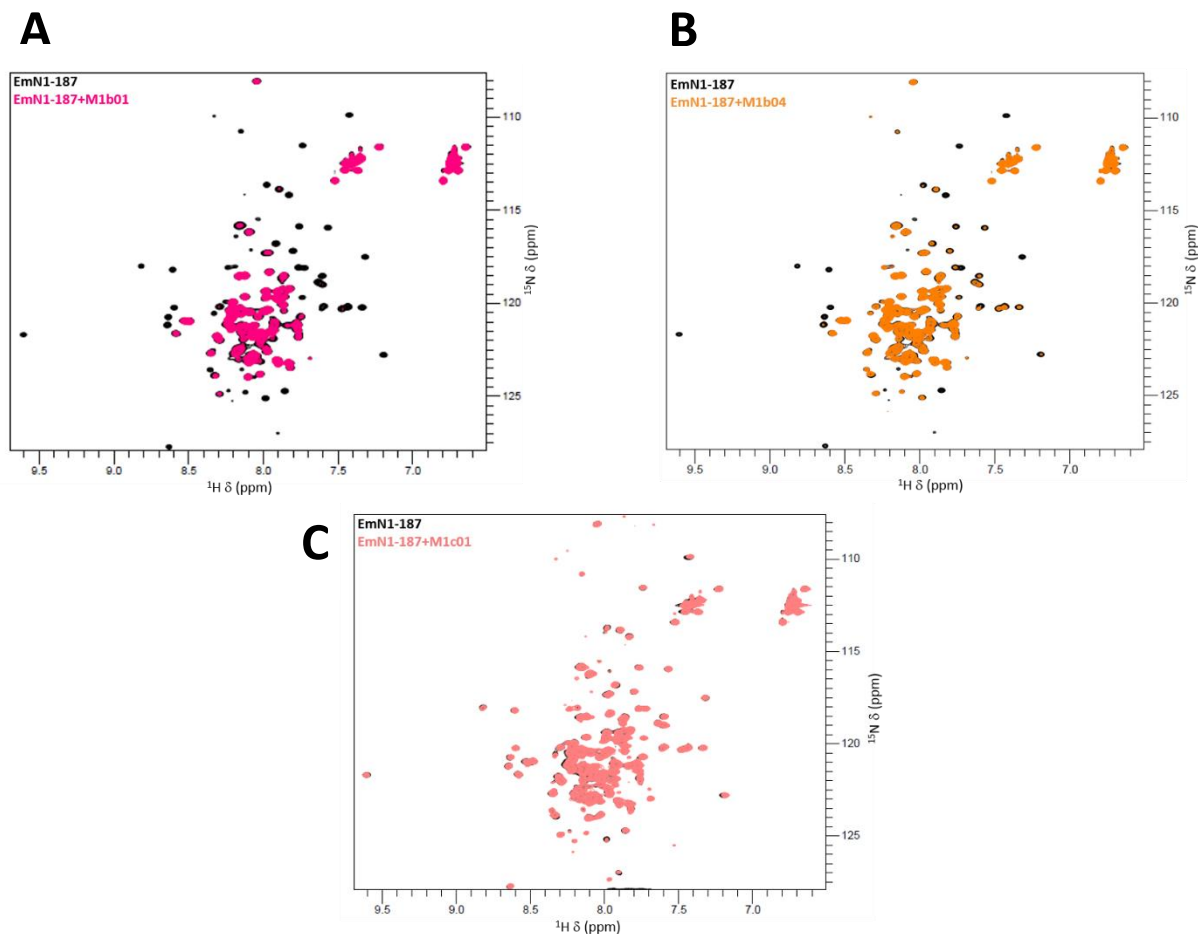 A
B
EmN1-187
EmN1-187+M1b01
110
115
120
125
¹⁵N δ (ppm)
9.5 9.0 8.5 8.0 7.5 7.0
¹H δ (ppm)
EmN1-187
EmN1-187+M1b04
110
115
120
125
¹⁵N δ (ppm)
9.5 9.0 8.5 8.0 7.5 7.0
¹H δ (ppm)
C
EmN1-187
EmN1-187+M1c01
110
115
120
125
¹⁵N δ (ppm)
9.5 9.0 8.5 8.0 7.5 7.0
¹H δ (ppm)